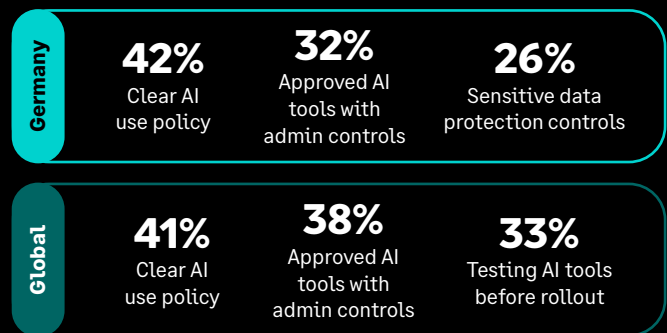 Germany
42%
Clear AI
use policy
32%
Approved AI
tools with
admin controls
26%
Sensitive data
protection controls
Global
41%
Clear AI
use policy
38%
Approved AI
tools with
admin controls
33%
Testing AI tools
before rollout